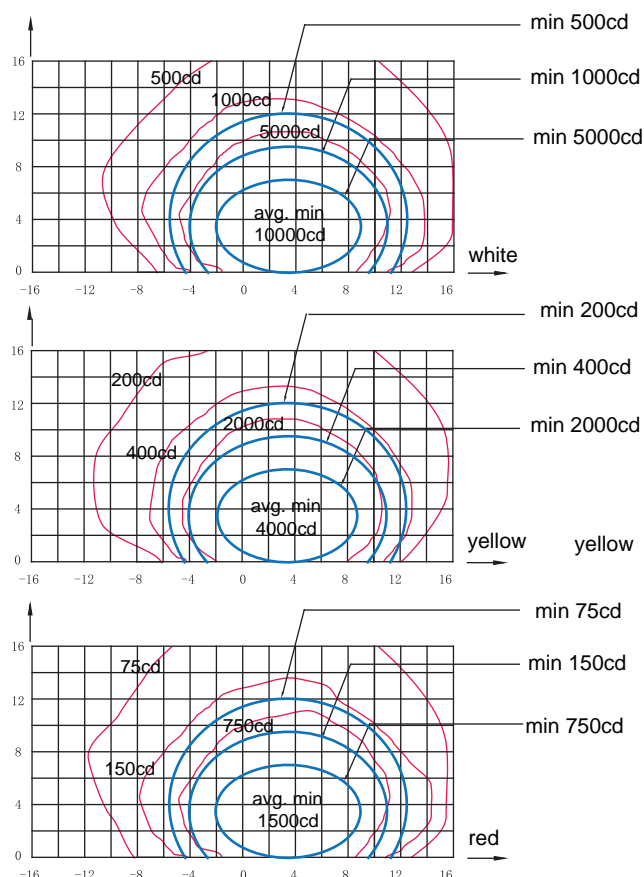 min 500cd
16
500cd
1000cd
min 1000cd
12
5000cd
min 5000cd
8
avg. min
4
10000cd
0
white
-16 -12 -8 -4 0 4 8 12 16
min 200cd
16
200cd
min 400cd
12
2000cd
min 2000cd
400cd
8
avg. min
4
4000cd
0
yellow yellow
-16 -12 -8 -4 0 4 8 12 16
min 75cd
16
75cd
min 150cd
12
750cd
min 750cd
8
150cd
avg. min
4
1500cd
0
red
-16 -12 -8 -4 0 4 8 12 16